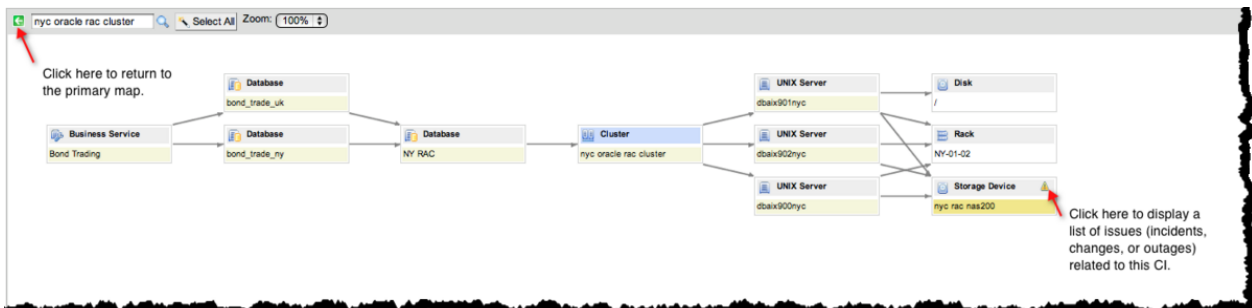 nyc oracle rac cluster Select All Zoom: 100%
Click here to return to
the primary map.
Database
bond_trade_uk
UNIX Server
dbaix901nyc
Disk
/
Business Service
Bond Trading
Database
bond_trade_ny
Database
NY RAC
Cluster
nyc oracle rac cluster
UNIX Server
dbaix902nyc
Rack
NY-01-02
UNIX Server
dbaix900nyc
Storage Device
nyc rac nas200
Click here to display a
list of issues (incidents,
changes, or outages)
related to this CI.